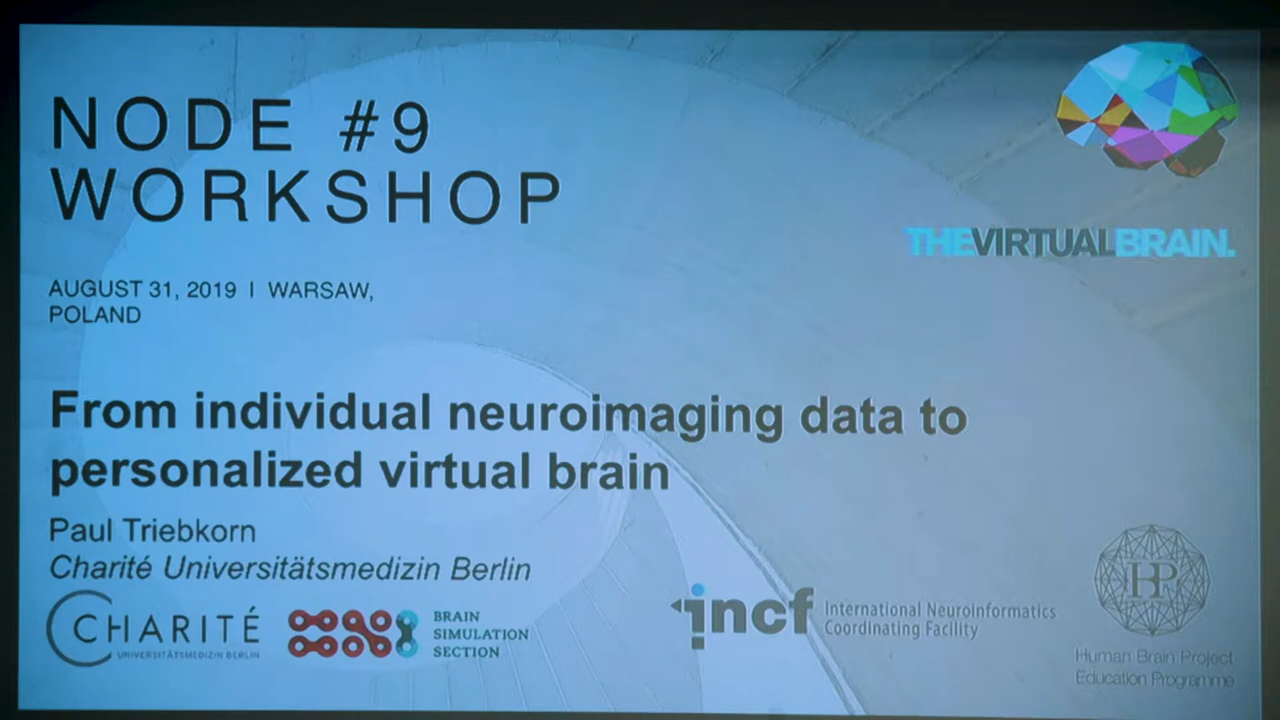 NODE #9
WORKSHOP
THEVIRTUALBRAIN.
AUGUST 31, 2019 I WARSAW,
POLAND
From individual neuroimaging data to
personalized virtual brain
Paul Triebkorn
Charité Universitätsmedizin Berlin
CHARITÉ
UNIVERSITÄTSMEDIZIN BERLIN
BRAIN
SIMULATION
SECTION
incf
International Neuroinformatics
Coordinating Facility
HBP
Human Brain Project
Education Programme